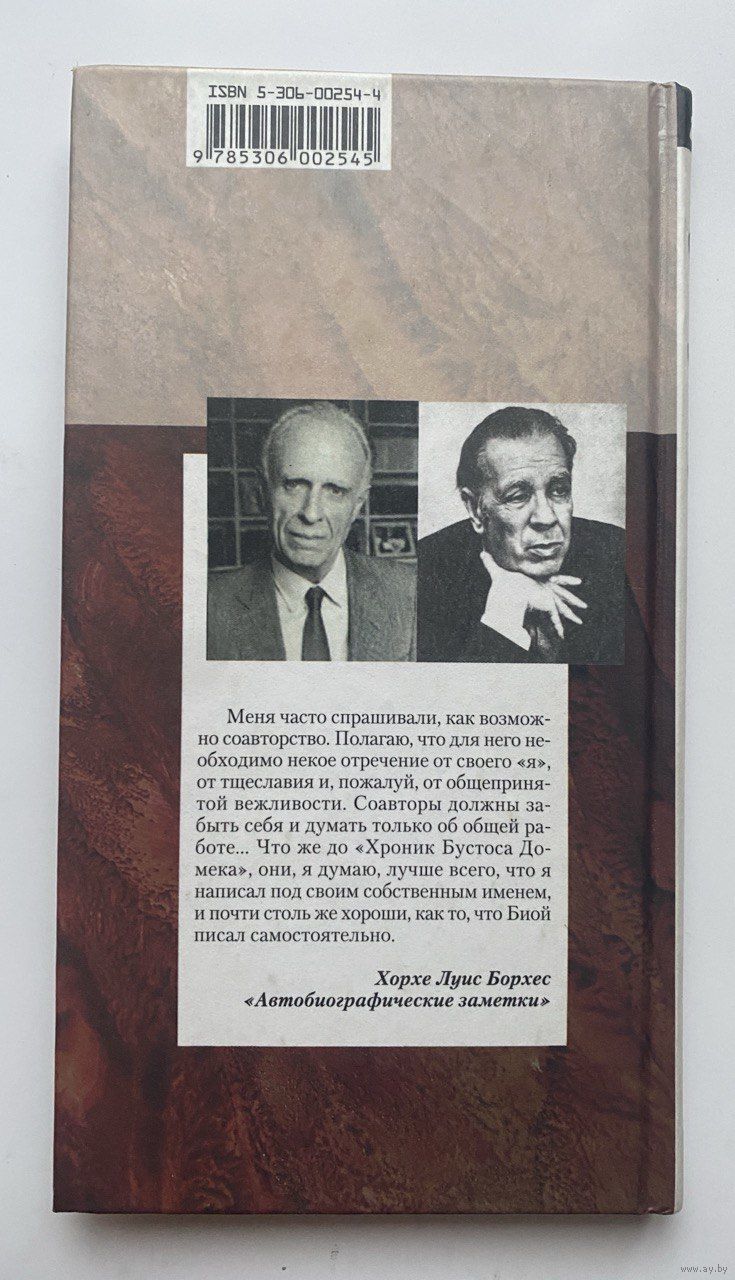 ISBN 5-306-00254-4
9 785306 002545
Меня часто спрашивали, как возмож-
но соавторство. Полагаю, что для него не-
обходимо некое отречение от своего «я»,
от тщеславия и, пожалуй, от общеприня-
той вежливости. Соавторы должны за-
быть себя и думать только об общей ра-
боте... Что же до «Хроник Бустоса До-
мека», они, я думаю, лучше всего, что я
написал под своим собственным именем,
и почти столь же хороши, как то, что Биой
писал самостоятельно.
Хорхе Луис Борхес
«Автобиографические заметки»
www.ay.by